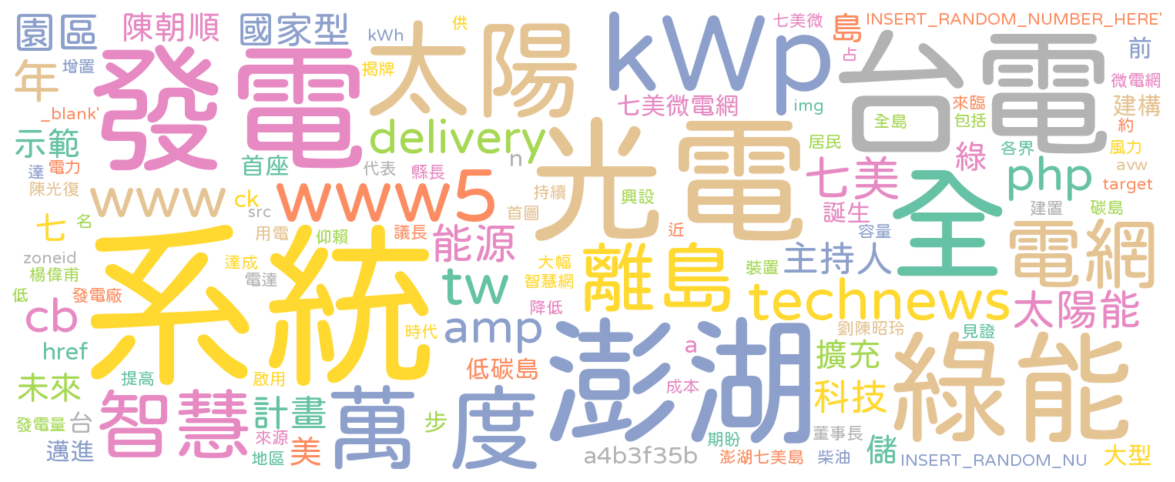 園區
陳朝順
國家型
kWh
供
七美微
島
INSERT_RANDOM_NUMBER_HERE'
占
前
年
增置
發電
揭牌
太陽
kWp
台電
微電網
_blank'
七美微電網
img
來臨
建構
全島
包括
約
示範
delivery
光電
居民
各界
風力
首座
代表
n
綠
php
avw
達
電力
縣長
七美
target
陳光復
www
ck
www5
持續
興設
全
誕生
建置
碳島
src
首圖
七
名
用電
仰賴
議長
能源
近
容量
電網
zoneid
系統
達成
電達
大幅
離島
裝置
主持人
楊偉甫
智慧網
低
發電廠
tw
technews
太陽能
cb
降低
amp
時代
澎湖
劉陳昭玲
見證
href
a
擴充
綠能
低碳島
未來
提高
啟用
成本
科技
智慧
計畫
萬
度
發電量
台
步
董事長
來源
期盼
儲
邁進
地區
美
a4b3f35b
澎湖七美島
柴油
INSERT_RANDOM_NU
大型